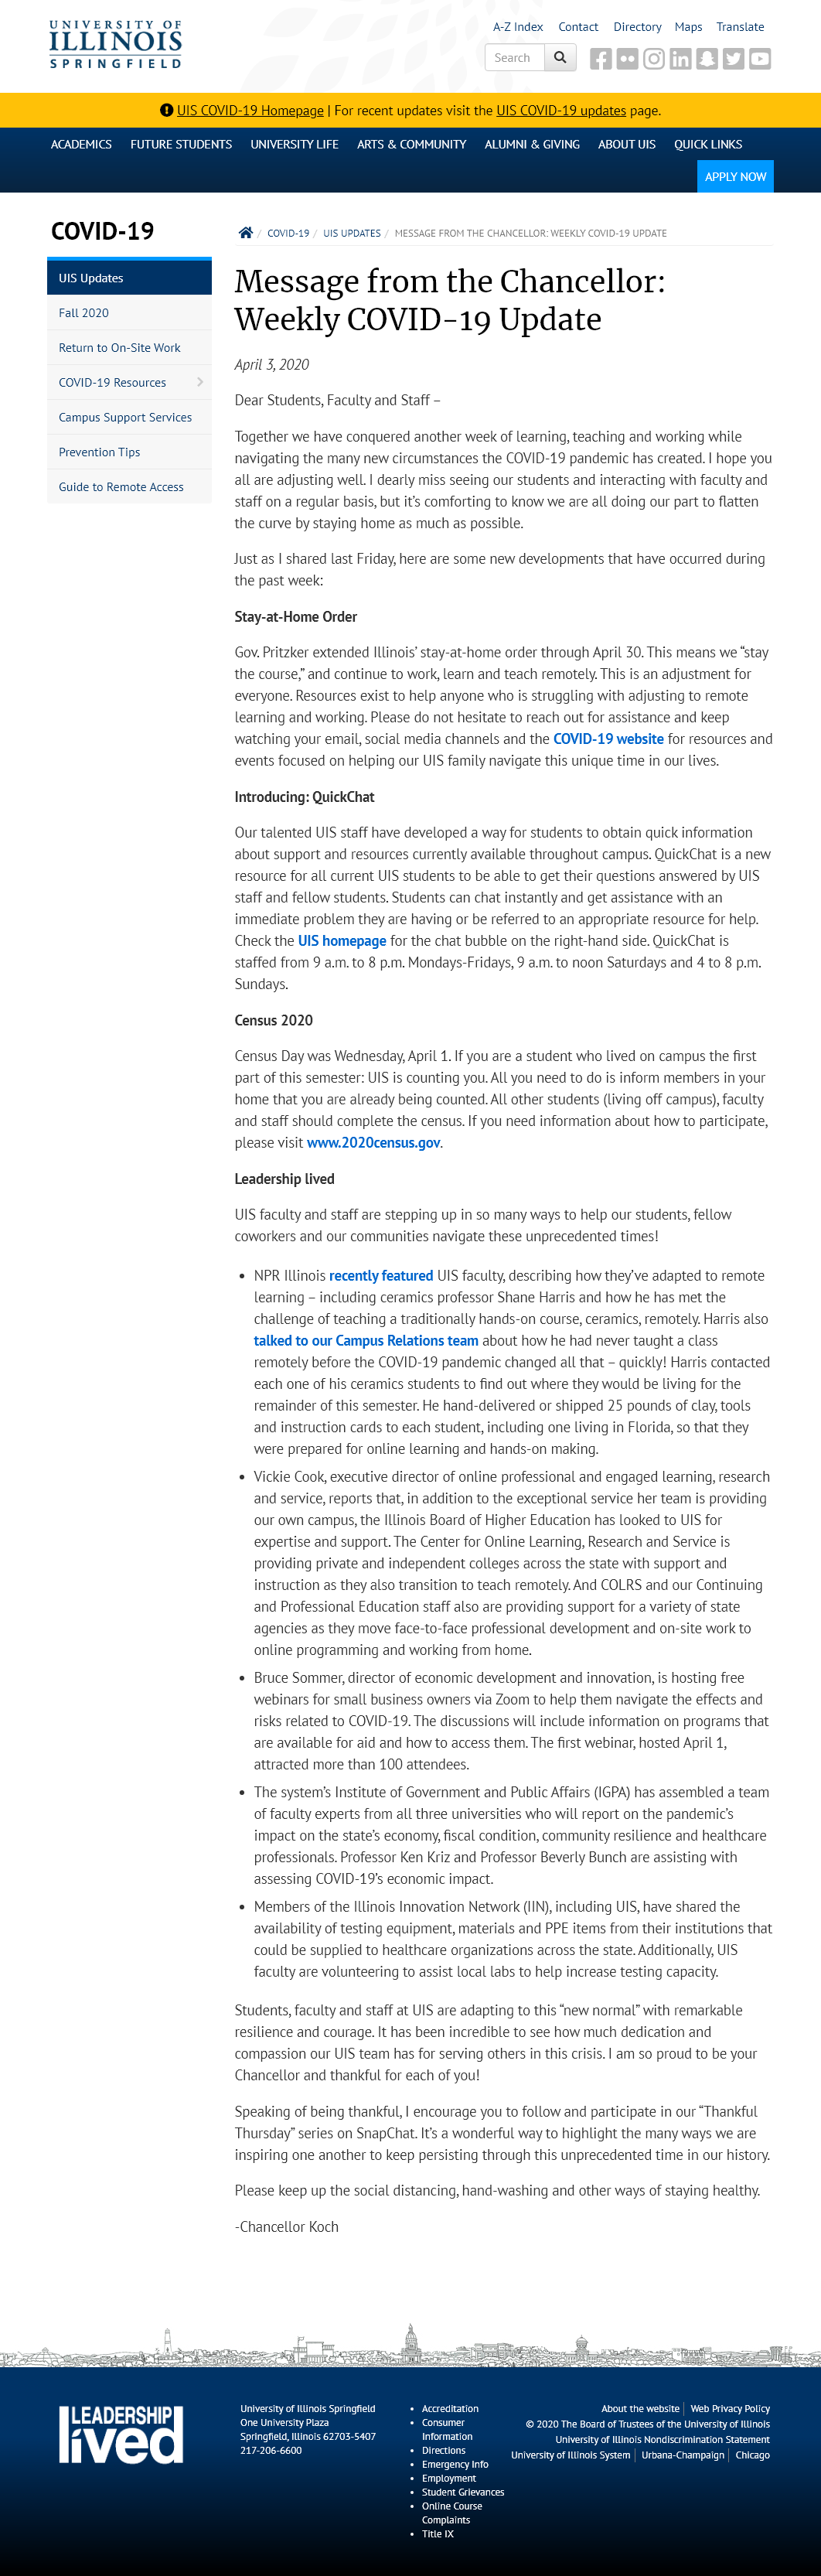 UNIVERSITY OF
ILLINOIS
SPRINGFIELD
A-Z Index Contact Directory Maps Translate
Search
UIS COVID-19 Homepage | For recent updates visit the UIS COVID-19 updates page.
ACADEMICS FUTURE STUDENTS UNIVERSITY LIFE ARTS & COMMUNITY ALUMNI & GIVING ABOUT UIS QUICK LINKS
APPLY NOW
COVID-19
UIS Updates
Fall 2020
Return to On-Site Work
COVID-19 Resources
Campus Support Services
Prevention Tips
Guide to Remote Access
/ COVID-19 / UIS UPDATES / MESSAGE FROM THE CHANCELLOR: WEEKLY COVID-19 UPDATE
Message from the Chancellor:
Weekly COVID-19 Update
April 3, 2020
Dear Students, Faculty and Staff –
Together we have conquered another week of learning, teaching and working while
navigating the many new circumstances the COVID-19 pandemic has created. I hope you
all are adjusting well. I dearly miss seeing our students and interacting with faculty and
staff on a regular basis, but it’s comforting to know we are all doing our part to flatten
the curve by staying home as much as possible.
Just as I shared last Friday, here are some new developments that have occurred during
the past week:
Stay-at-Home Order
Gov. Pritzker extended Illinois’ stay-at-home order through April 30. This means we “stay
the course,” and continue to work, learn and teach remotely. This is an adjustment for
everyone. Resources exist to help anyone who is struggling with adjusting to remote
learning and working. Please do not hesitate to reach out for assistance and keep
watching your email, social media channels and the COVID-19 website for resources and
events focused on helping our UIS family navigate this unique time in our lives.
Introducing: QuickChat
Our talented UIS staff have developed a way for students to obtain quick information
about support and resources currently available throughout campus. QuickChat is a new
resource for all current UIS students to be able to get their questions answered by UIS
staff and fellow students. Students can chat instantly and get assistance with an
immediate problem they are having or be referred to an appropriate resource for help.
Check the UIS homepage for the chat bubble on the right-hand side. QuickChat is
staffed from 9 a.m. to 8 p.m. Mondays-Fridays, 9 a.m. to noon Saturdays and 4 to 8 p.m.
Sundays.
Census 2020
Census Day was Wednesday, April 1. If you are a student who lived on campus the first
part of this semester: UIS is counting you. All you need to do is inform members in your
home that you are already being counted. All other students (living off campus), faculty
and staff should complete the census. If you need information about how to participate,
please visit www.2020census.gov.
Leadership lived
UIS faculty and staff are stepping up in so many ways to help our students, fellow
coworkers and our communities navigate these unprecedented times!
• NPR Illinois recently featured UIS faculty, describing how they’ve adapted to remote
learning – including ceramics professor Shane Harris and how he has met the
challenge of teaching a traditionally hands-on course, ceramics, remotely. Harris also
talked to our Campus Relations team about how he had never taught a class
remotely before the COVID-19 pandemic changed all that – quickly! Harris contacted
each one of his ceramics students to find out where they would be living for the
remainder of this semester. He hand-delivered or shipped 25 pounds of clay, tools
and instruction cards to each student, including one living in Florida, so that they
were prepared for online learning and hands-on making.
• Vickie Cook, executive director of online professional and engaged learning, research
and service, reports that, in addition to the exceptional service her team is providing
our own campus, the Illinois Board of Higher Education has looked to UIS for
expertise and support. The Center for Online Learning, Research and Service is
providing private and independent colleges across the state with support and
instruction as they also transition to teach remotely. And COLRS and our Continuing
and Professional Education staff also are providing support for a variety of state
agencies as they move face-to-face professional development and on-site work to
online programming and working from home.
• Bruce Sommer, director of economic development and innovation, is hosting free
webinars for small business owners via Zoom to help them navigate the effects and
risks related to COVID-19. The discussions will include information on programs that
are available for aid and how to access them. The first webinar, hosted April 1,
attracted more than 100 attendees.
• The system’s Institute of Government and Public Affairs (IGPA) has assembled a team
of faculty experts from all three universities who will report on the pandemic’s
impact on the state’s economy, fiscal condition, community resilience and healthcare
professionals. Professor Ken Kriz and Professor Beverly Bunch are assisting with
assessing COVID-19’s economic impact.
• Members of the Illinois Innovation Network (IIN), including UIS, have shared the
availability of testing equipment, materials and PPE items from their institutions that
could be supplied to healthcare organizations across the state. Additionally, UIS
faculty are volunteering to assist local labs to help increase testing capacity.
Students, faculty and staff at UIS are adapting to this “new normal” with remarkable
resilience and courage. It has been incredible to see how much dedication and
compassion our UIS team has for serving others in this crisis. I am so proud to be your
Chancellor and thankful for each of you!
Speaking of being thankful, I encourage you to follow and participate in our “Thankful
Thursday” series on SnapChat. It’s a wonderful way to highlight the many ways we are
inspiring one another to keep persisting through this unprecedented time in our history.
Please keep up the social distancing, hand-washing and other ways of staying healthy.
-Chancellor Koch
LEADERSHIP
lived
University of Illinois Springfield
One University Plaza
Springfield, Illinois 62703-5407
217-206-6600
• Accreditation
• Consumer
Information
• Directions
• Emergency Info
• Employment
• Student Grievances
• Online Course
Complaints
• Title IX
About the website | Web Privacy Policy
© 2020 The Board of Trustees of the University of Illinois
University of Illinois Nondiscrimination Statement
University of Illinois System | Urbana-Champaign | Chicago